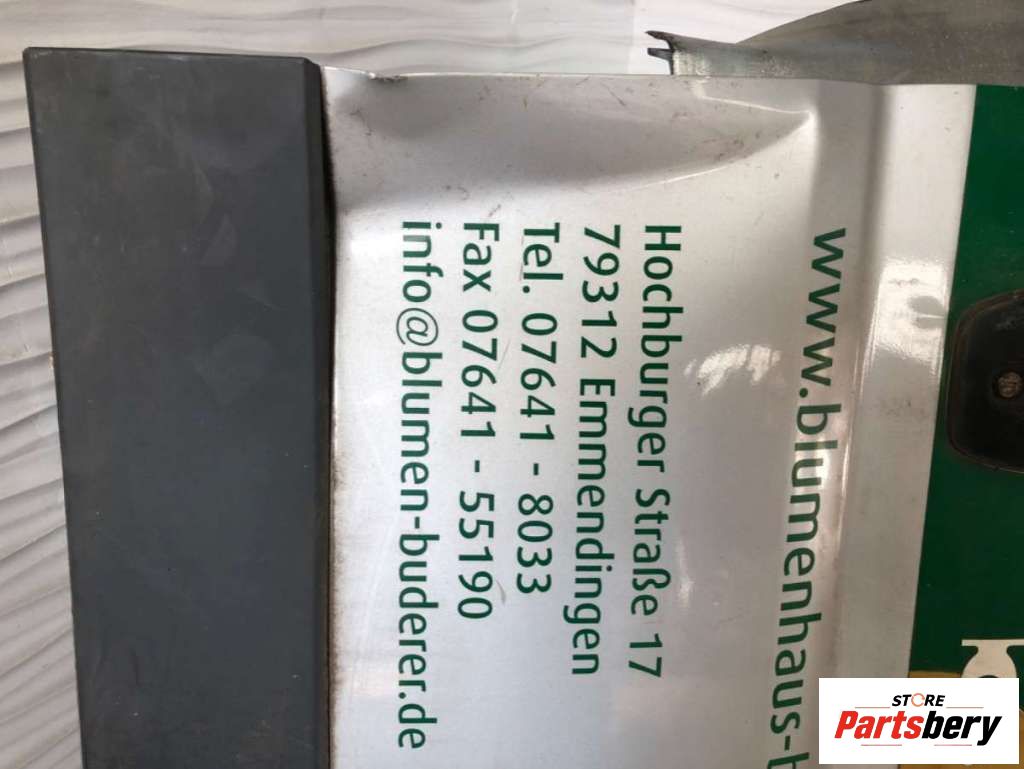 www.blumenhaus-b
Hochburger Straße 17
79312 Emmendingen
Tel. 07641 - 8033
Fax 07641 - 55190
info@blumen-buderer.de
STORE
Partsbery